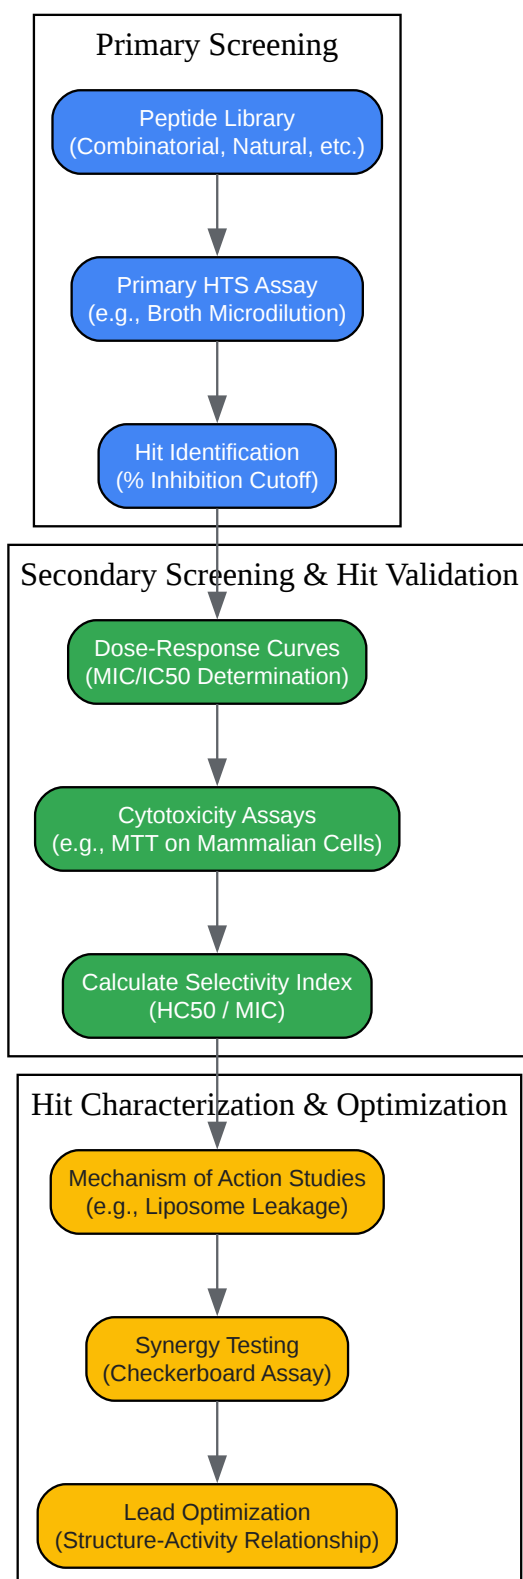 Primary Screening
Peptide Library
(Combinatorial, Natural, etc.)
Primary HTS Assay
(e.g., Broth Microdilution)
Hit Identification
(% Inhibition Cutoff)
Secondary Screening & Hit Validation
Dose-Response Curves
(MIC/IC50 Determination)
Cytotoxicity Assays
(e.g., MTT on Mammalian Cells)
Calculate Selectivity Index
(HC50 / MIC)
Hit Characterization & Optimization
Mechanism of Action Studies
(e.g., Liposome Leakage)
Synergy Testing
(Checkerboard Assay)
Lead Optimization
(Structure-Activity Relationship)